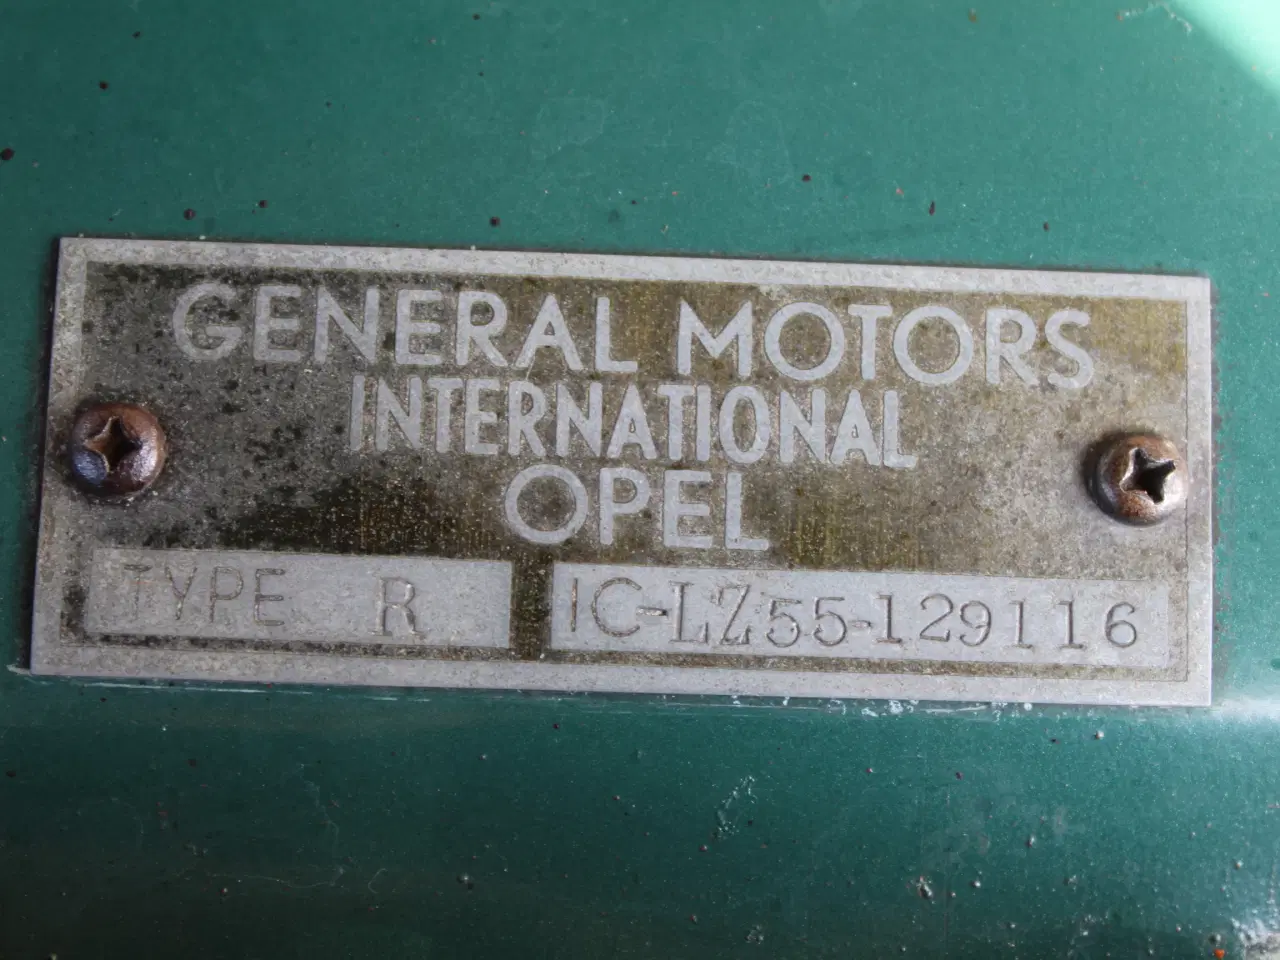 GENERAL MOTORS
INTERNATIONAL
OPEL
TYPE R IC-LZ55-129116